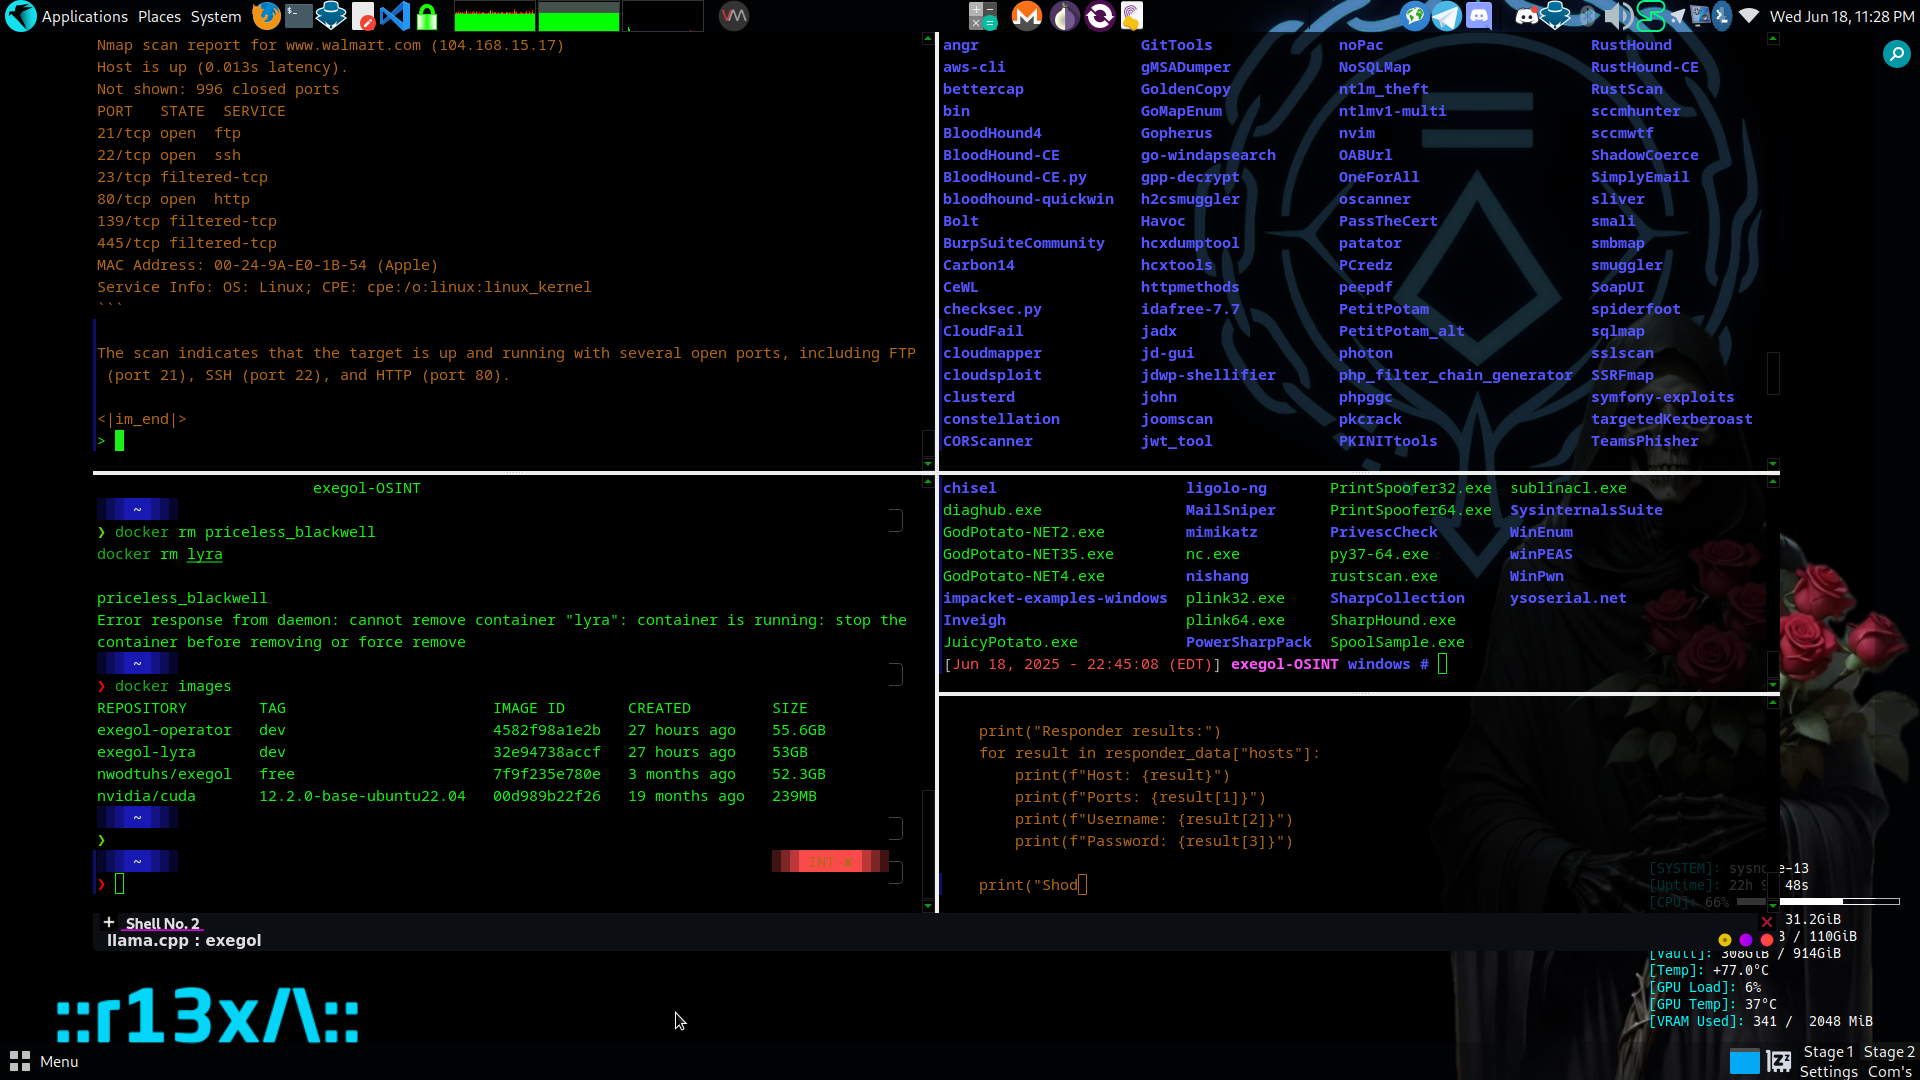 Applications Places System
Wed Jun 18, 11:28 PM
Nmap scan report for www.walmart.com (104.168.15.17)
Host is up (0.013s latency).
Not shown: 996 closed ports
PORT   STATE  SERVICE
21/tcp open  ftp
22/tcp open  ssh
23/tcp filtered-tcp
80/tcp open  http
139/tcp filtered-tcp
445/tcp filtered-tcp
MAC Address: 00-24-9A-E0-1B-54 (Apple)
Service Info: OS: Linux; CPE: cpe:/o:linux:linux_kernel
```
The scan indicates that the target is up and running with several open ports, including FTP
(port 21), SSH (port 22), and HTTP (port 80).
<|im_end|>
>
angr GitTools noPac RustHound
aws-cli gMSADumper NoSQLMap RustHound-CE
bettercap GoldenCopy ntlm_theft RustScan
bin GoMapEnum ntlmv1-multi sccmhunter
BloodHound4 Gopherus nvim sccmwtf
BloodHound-CE go-windapsearch OABUrl ShadowCoerce
BloodHound-CE.py gpp-decrypt OneForAll SimplyEmail
bloodhound-quickwin h2csmuggler oscanner sliver
Bolt Havoc PassTheCert smali
BurpSuiteCommunity hcxdumptool patator smbmap
Carbon14 hcxtools PCredz smuggler
CeWL httpmethods peepdf SoapUI
checksec.py idafree-7.7 PetitPotam spiderfoot
CloudFail jadx PetitPotam_alt sqlmap
cloudmapper jd-gui photon sslscan
cloudsploit jdwp-shellifier php_filter_chain_generator SSRFmap
clusterd john phpggc symfony-exploits
constellation joomscan pkcrack targetedKerberoast
CORScanner jwt_tool PKINITtools TeamsPhisher
exegol-OSINT
~
❯ docker rm priceless_blackwell
docker rm lyra
priceless_blackwell
Error response from daemon: cannot remove container "lyra": container is running: stop the
container before removing or force remove
~
❯ docker images
REPOSITORY TAG IMAGE ID CREATED SIZE
exegol-operator dev 4582f98a1e2b 27 hours ago 55.6GB
exegol-lyra dev 32e94738accf 27 hours ago 53GB
nwodtuhs/exegol free 7f9f235e780e 3 months ago 52.3GB
nvidia/cuda 12.2.0-base-ubuntu22.04 00d989b22f26 19 months ago 239MB
~
❯
~ INT ✘
❯
chisel ligolo-ng PrintSpoofer32.exe sublinacl.exe
diaghub.exe MailSniper PrintSpoofer64.exe SysinternalsSuite
GodPotato-NET2.exe mimikatz PrivescCheck WinEnum
GodPotato-NET35.exe nc.exe py37-64.exe winPEAS
GodPotato-NET4.exe nishang rustscan.exe WinPwn
impacket-examples-windows plink32.exe SharpCollection ysoserial.net
Inveigh plink64.exe SharpHound.exe
JuicyPotato.exe PowerSharpPack SpoolSample.exe
[Jun 18, 2025 - 22:45:08 (EDT)] exegol-OSINT windows #
print("Responder results:")
for result in responder_data["hosts"]:
print(f"Host: {result}")
print(f"Ports: {result[1]}")
print(f"Username: {result[2]}")
print(f"Password: {result[3]}")
print("Shod
+ Shell No. 2
llama.cpp : exegol
[SYSTEM]: e-13
[Uptime]: 22h 48s
[CPU]: 66%
31.2GiB
/ 110GiB
[Vault]: 308GiB / 914GiB
[Temp]: +77.0°C
[GPU Load]: 6%
[GPU Temp]: 37°C
[VRAM Used]: 341 / 2048 MiB
::r13x/\::
Menu
Stage 1 Stage 2
Settings Com's